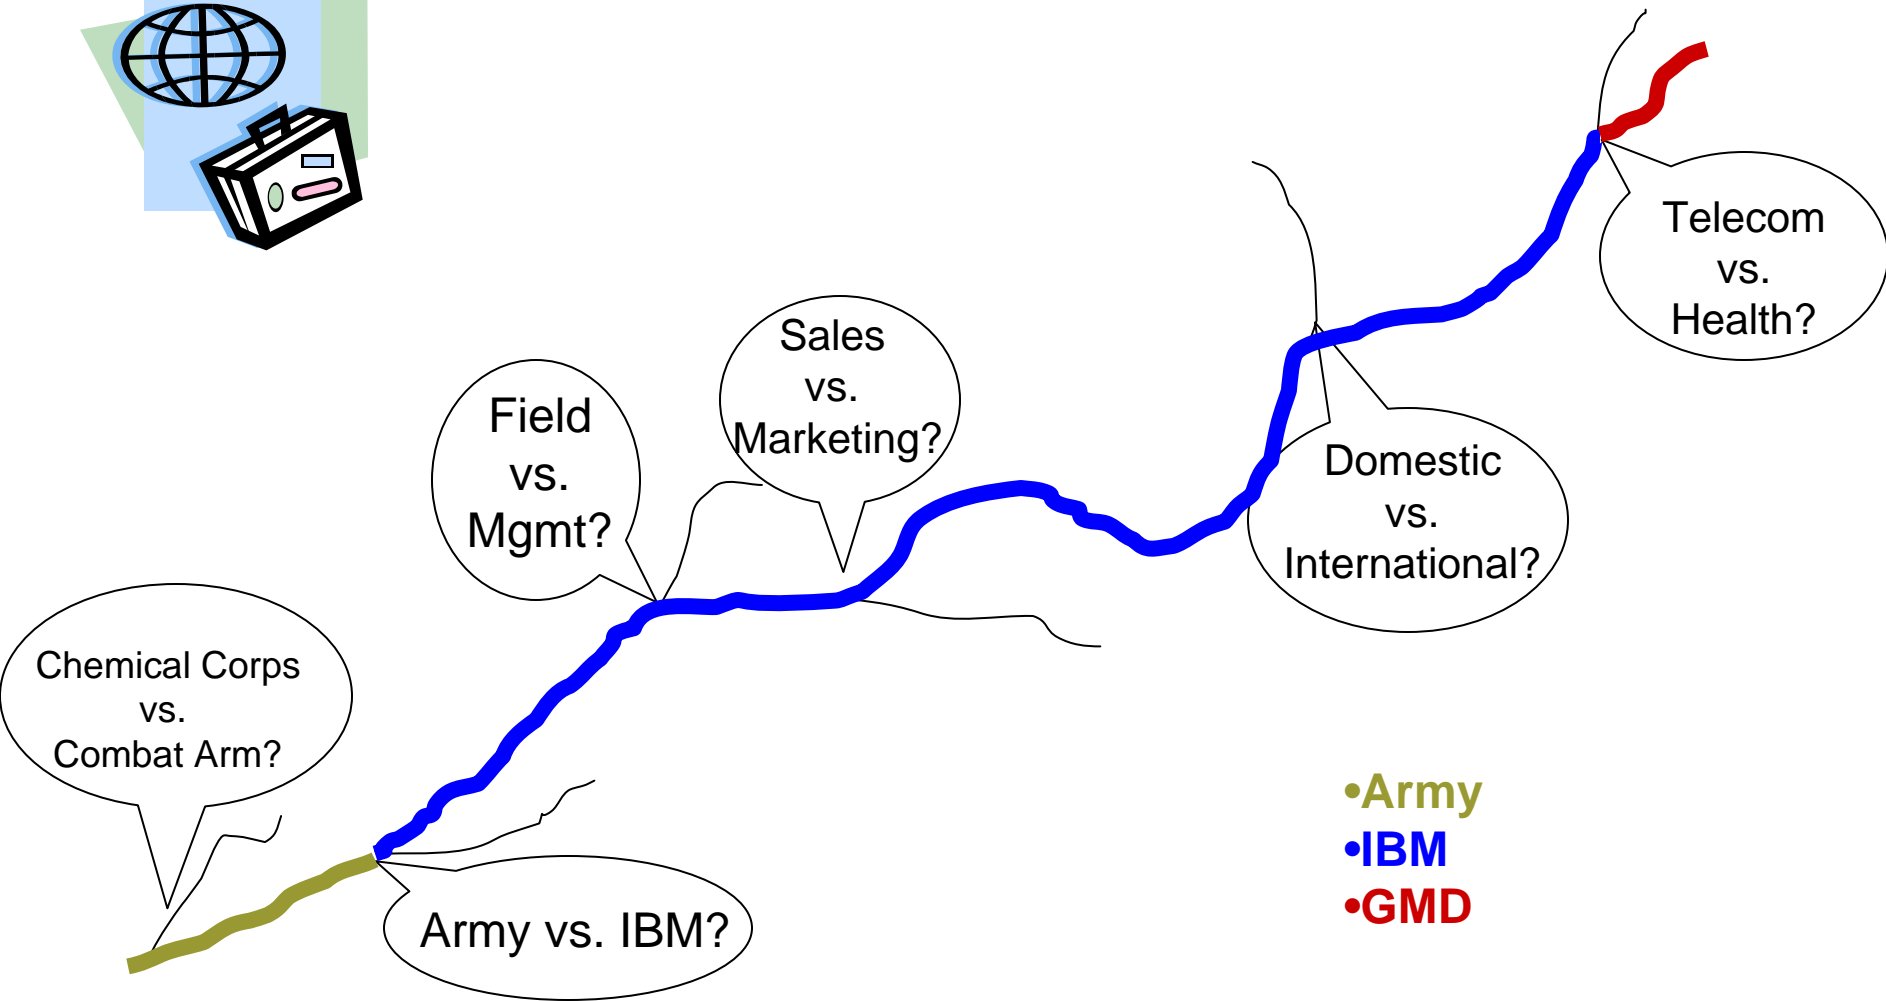 Telecom
vs.
Health?
Sales
vs.
Marketing?
Field
vs.
Mgmt?
Domestic
vs.
International?
Chemical Corps
vs.
Combat Arm?
Army vs. IBM?
•Army
•IBM
•GMD